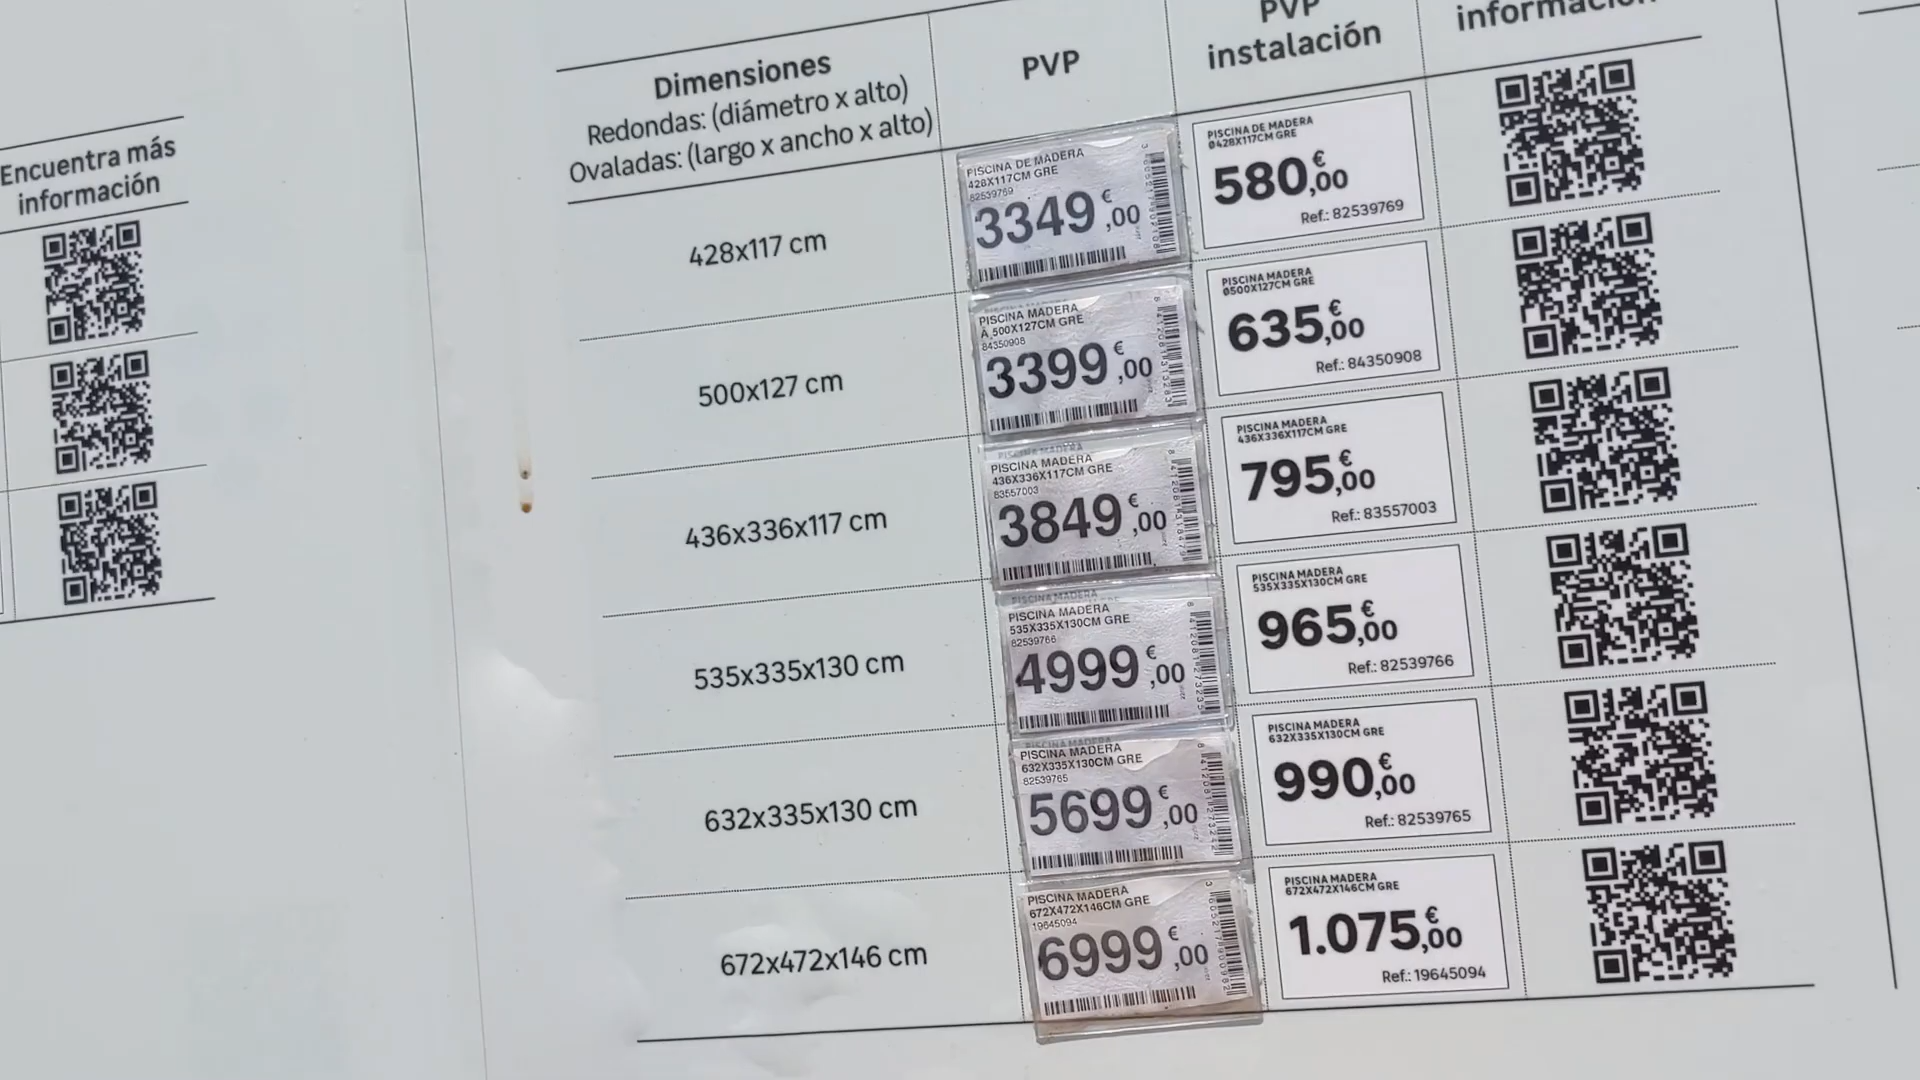 Encuentra más
información
Dimensiones
Redondas: (diámetro x alto)
Ovaladas: (largo x ancho x alto)
PVP
PVP
instalación
información
428x117 cm
PISCINA DE MADERA
428X117CM GRE
82539769
3349€,00
PISCINA DE MADERA
Ø428X117CM GRE
580€,00
Ref.: 82539769
500x127 cm
PISCINA MADERA
À,500X127CM GRE
84350908
3399€,00
PISCINA MADERA
Ø500X127CM GRE
635€,00
Ref.: 84350908
436x336x117 cm
PISCINA MADERA
436X336X117CM GRE
83557003
3849€,00
PISCINA MADERA
436X336X117CM GRE
795€,00
Ref.: 83557003
535x335x130 cm
PISCINA MADERA
PISCINA MADERA
535X335X130CM GRE
82539766
4999€,00
PISCINA MADERA
535X335X130CM GRE
965€,00
Ref.: 82539766
632x335x130 cm
PISCINA MADERA
PISCINA MADERA
632X335X130CM GRE
82539765
5699€,00
PISCINA MADERA
632X335X130CM GRE
990€,00
Ref.: 82539765
672x472x146 cm
PISCINA MADERA
672X472X146CM GRE
19645094
6999€,00
PISCINA MADERA
672X472X146CM GRE
1.075€,00
Ref.: 19645094